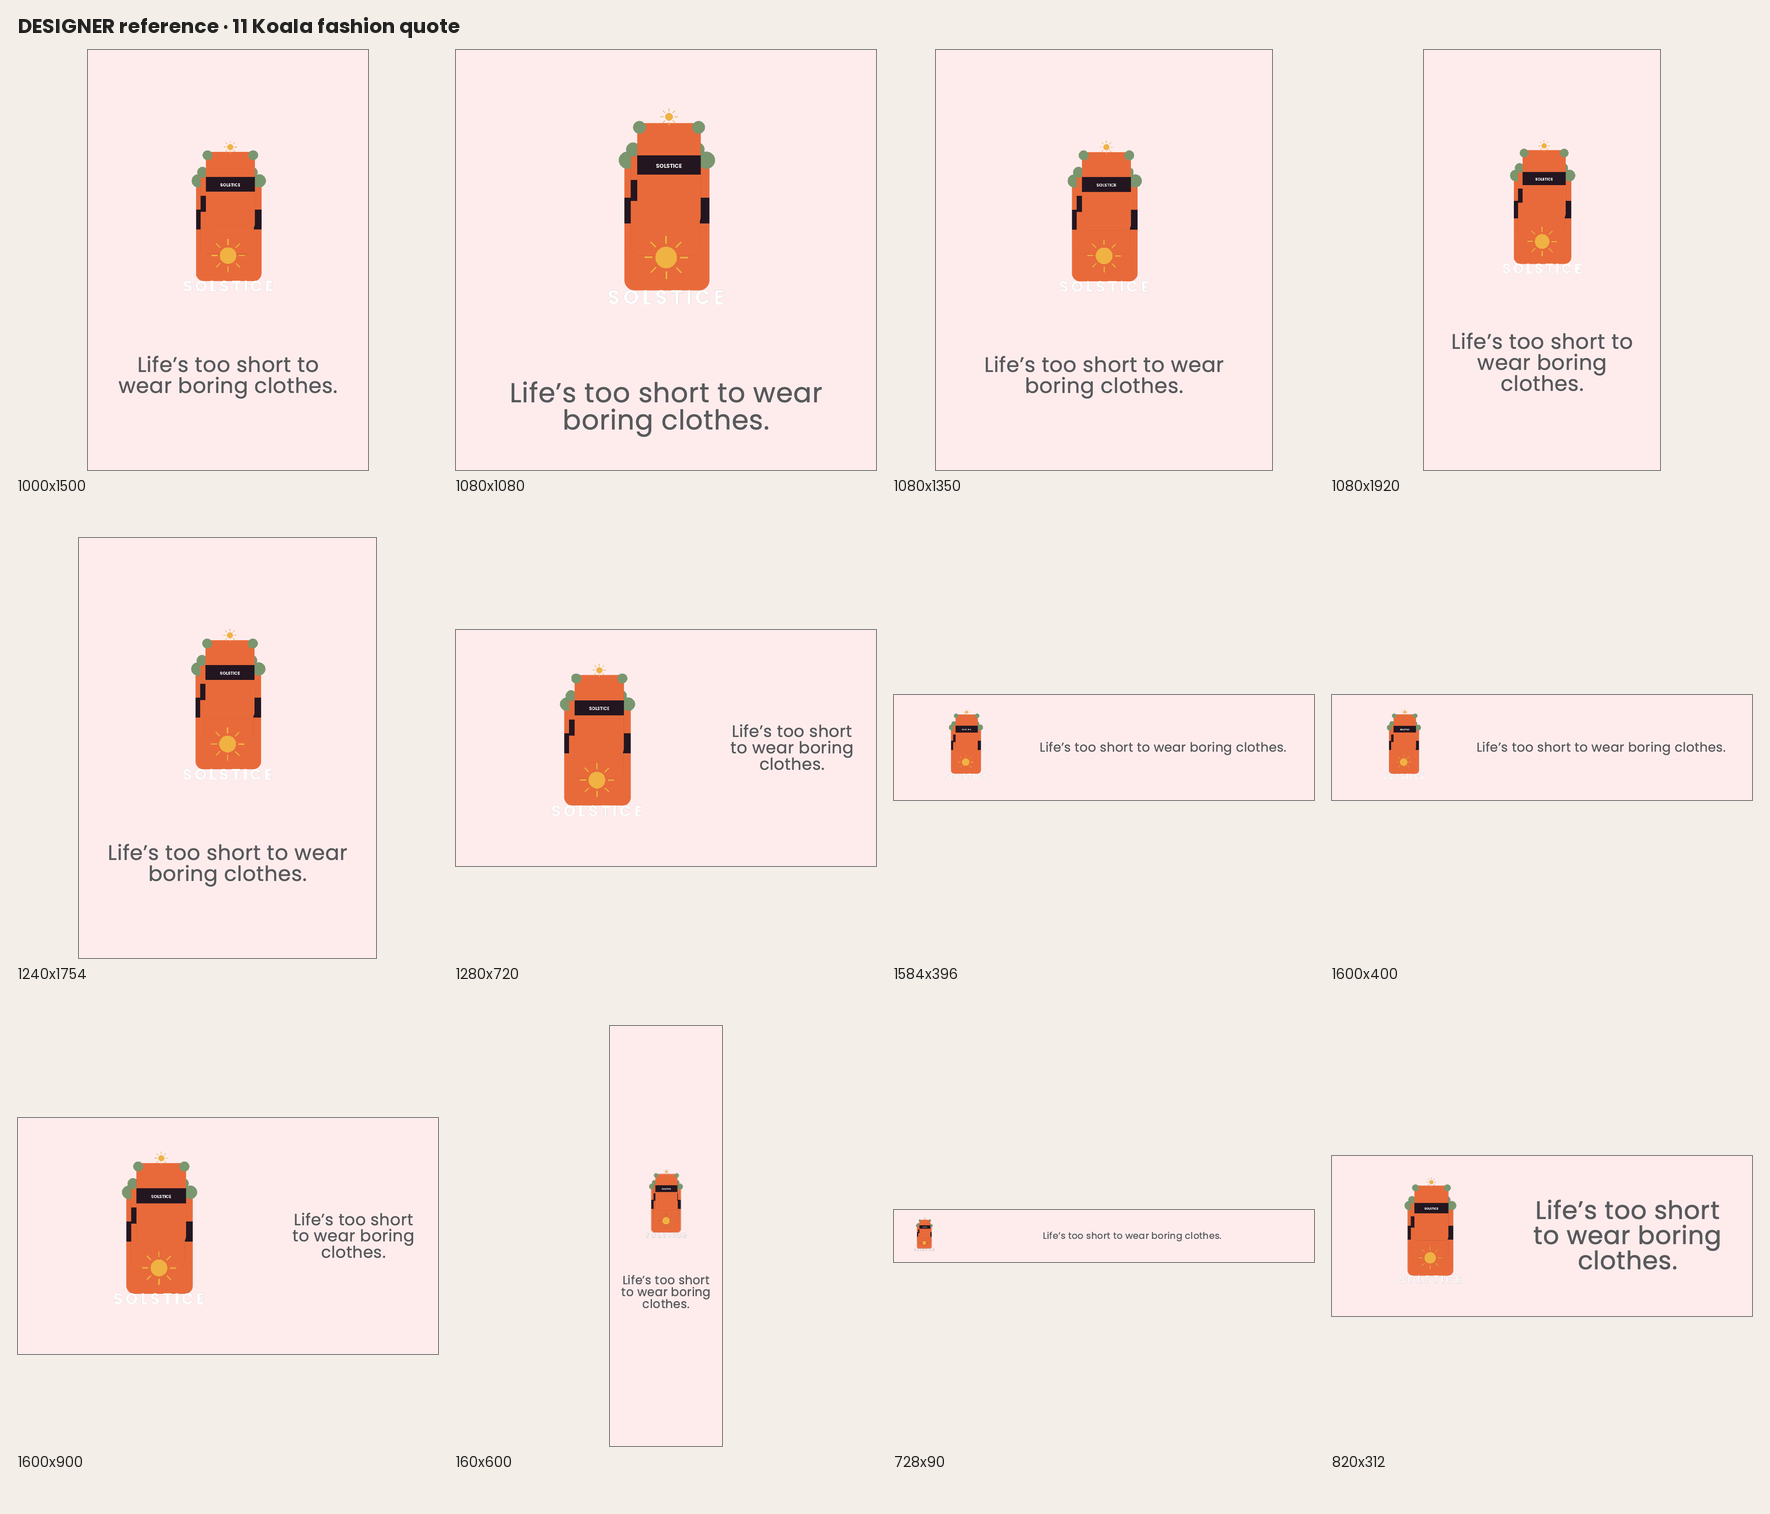 DESIGNER reference · 11 Koala fashion quote
SOLSTICE
SOLSTICE
Life’s too short to
wear boring clothes.
1000x1500
SOLSTICE
SOLSTICE
Life’s too short to wear
boring clothes.
1080x1080
SOLSTICE
SOLSTICE
Life’s too short to wear
boring clothes.
1080x1350
SOLSTICE
SOLSTICE
Life’s too short to
wear boring
clothes.
1080x1920
SOLSTICE
SOLSTICE
Life’s too short to wear
boring clothes.
1240x1754
SOLSTICE
SOLSTICE
Life’s too short
to wear boring
clothes.
1280x720
Life’s too short to wear boring clothes.
1584x396
Life’s too short to wear boring clothes.
1600x400
SOLSTICE
SOLSTICE
Life’s too short
to wear boring
clothes.
1600x900
Life’s too short
to wear boring
clothes.
160x600
Life’s too short to wear boring clothes.
728x90
SOLSTICE
SOLSTICE
Life’s too short
to wear boring
clothes.
820x312